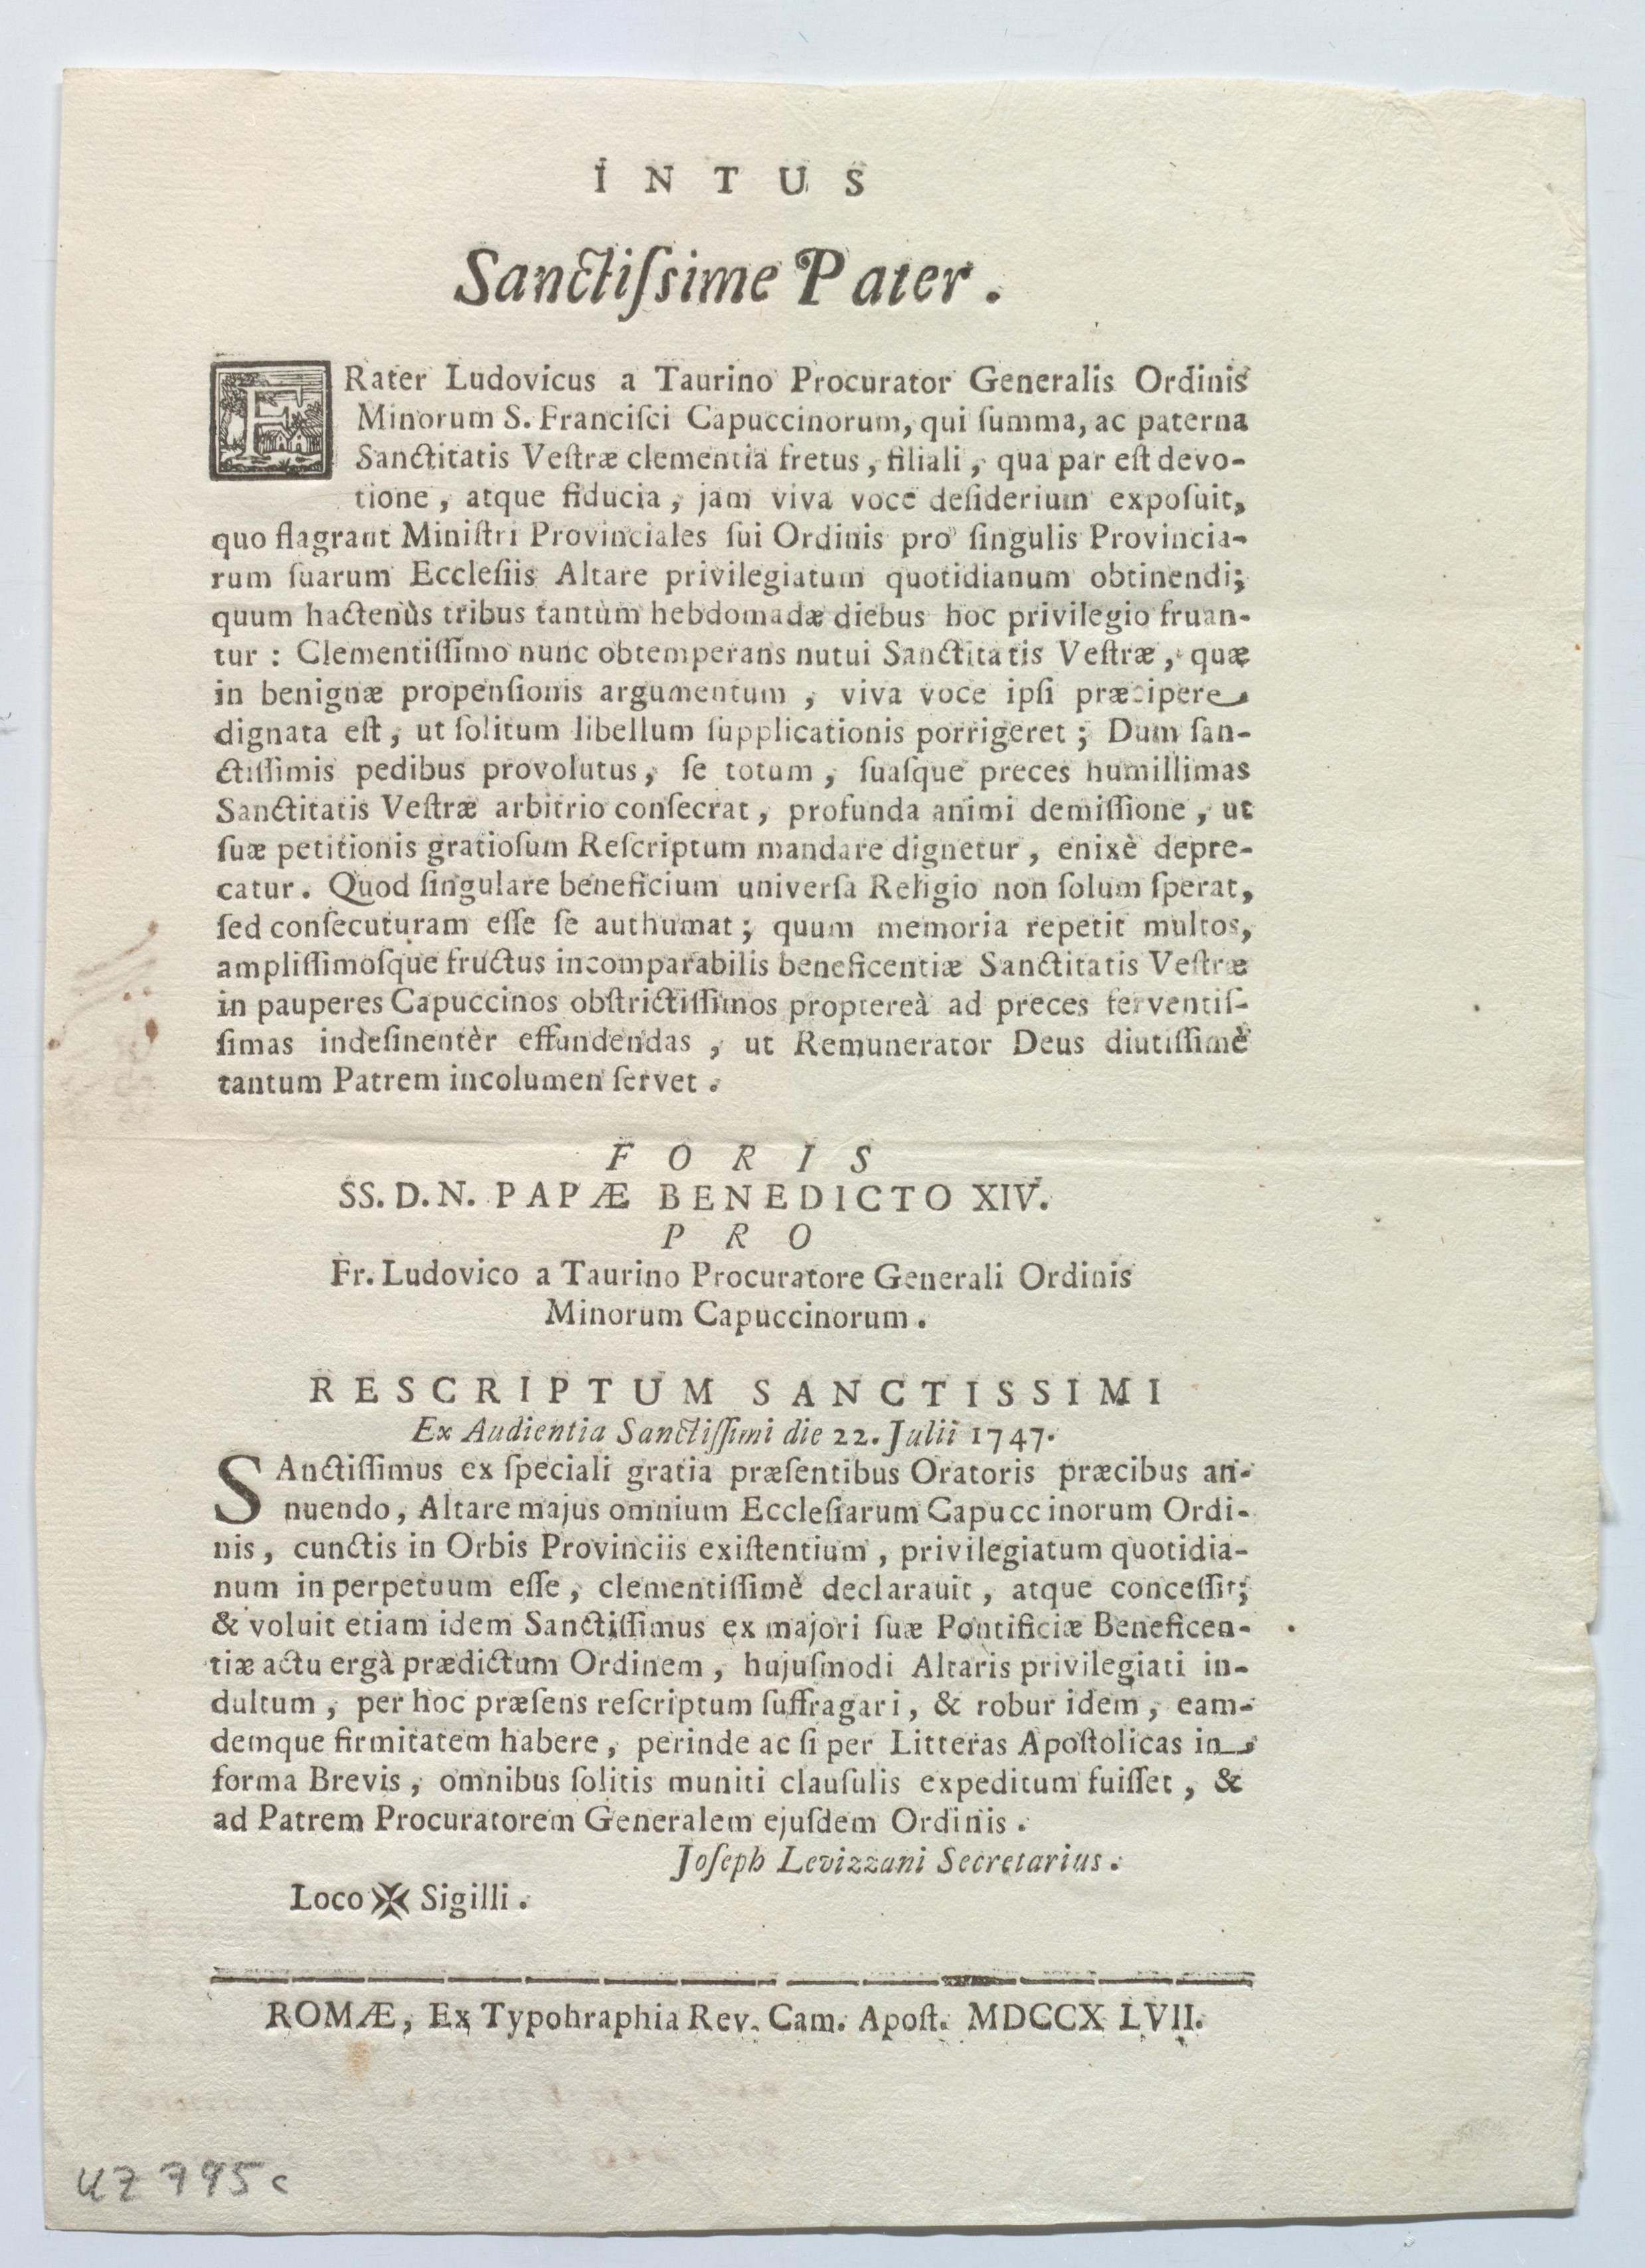 INTUS
Sanctiſsime Pater.
FRater Ludovicus a Taurino Procurator Generalis Ordinis
Minorum S. Franciſci Capuccinorum, qui ſumma, ac paterna
Sanctitatis Veſtræ clementia fretus, filiali, qua par eſt devo-
tione, atque fiducia, jam viva voce deſiderium expoſuit,
quo flagrant Miniſtri Provinciales ſui Ordinis pro ſingulis Provincia-
rum ſuarum Eccleſiis Altare privilegiatum quotidianum obtinendi;
quum hactenùs tribus tantùm hebdomadæ diebus hoc privilegio fruan-
tur: Clementiſſimo nunc obtemperans nutui Sanctitatis Veſtræ, quæ
in benignæ propenſionis argumentum, viva voce ipſi præcipere
dignata eſt, ut ſolitum libellum ſupplicationis porrigeret; Dum ſan-
ctiſſimis pedibus provolutus, ſe totum, ſuaſque preces humillimas
Sanctitatis Veſtræ arbitrio conſecrat, profunda animi demiſſione, ut
ſuæ petitionis gratioſum Reſcriptum mandare dignetur, enixè depre-
catur. Quod ſingulare beneficium univerſa Religio non ſolum ſperat,
ſed conſecuturam eſſe ſe authumat; quum memoria repetit multos,
ampliſſimoſque fructus incomparabilis beneficentiæ Sanctitatis Veſtræ
in pauperes Capuccinos obſtrictiſſimos proptereà ad preces ferventiſ-
ſimas indeſinentèr effundendas, ut Remunerator Deus diutiſſimè
tantum Patrem incolumen ſervet.
FORIS
SS. D. N. PAPÆ BENEDICTO XIV.
PRO
Fr. Ludovico a Taurino Procuratore Generali Ordinis
Minorum Capuccinorum.
RESCRIPTUM SANCTISSIMI
Ex Audientia Sanctiſſimi die 22. Julii 1747.
SAnctiſſimus ex ſpeciali gratia præſentibus Oratoris præcibus an-
nuendo, Altare majus omnium Eccleſiarum Capuccinorum Ordi-
nis, cunctis in Orbis Provinciis exiſtentium, privilegiatum quotidia-
num in perpetuum eſſe, clementiſſimè declarauit, atque conceſſit;
& voluit etiam idem Sanctiſſimus ex majori ſuæ Pontificiæ Beneficen-
tiæ actu ergà prædictum Ordinem, hujuſmodi Altaris privilegiati in-
dultum, per hoc præſens reſcriptum ſuffragari, & robur idem, eam-
demque firmitatem habere, perinde ac ſi per Litteras Apoſtolicas in
forma Brevis, omnibus ſolitis muniti clauſulis expeditum fuiſſet, &
ad Patrem Procuratorem Generalem ejuſdem Ordinis.
Joſeph Levizzani Secretarius.
Loco ✠ Sigilli.
ROMÆ, Ex Typohraphia Rev. Cam. Apoſt. MDCCXLVII.
UZ 795c